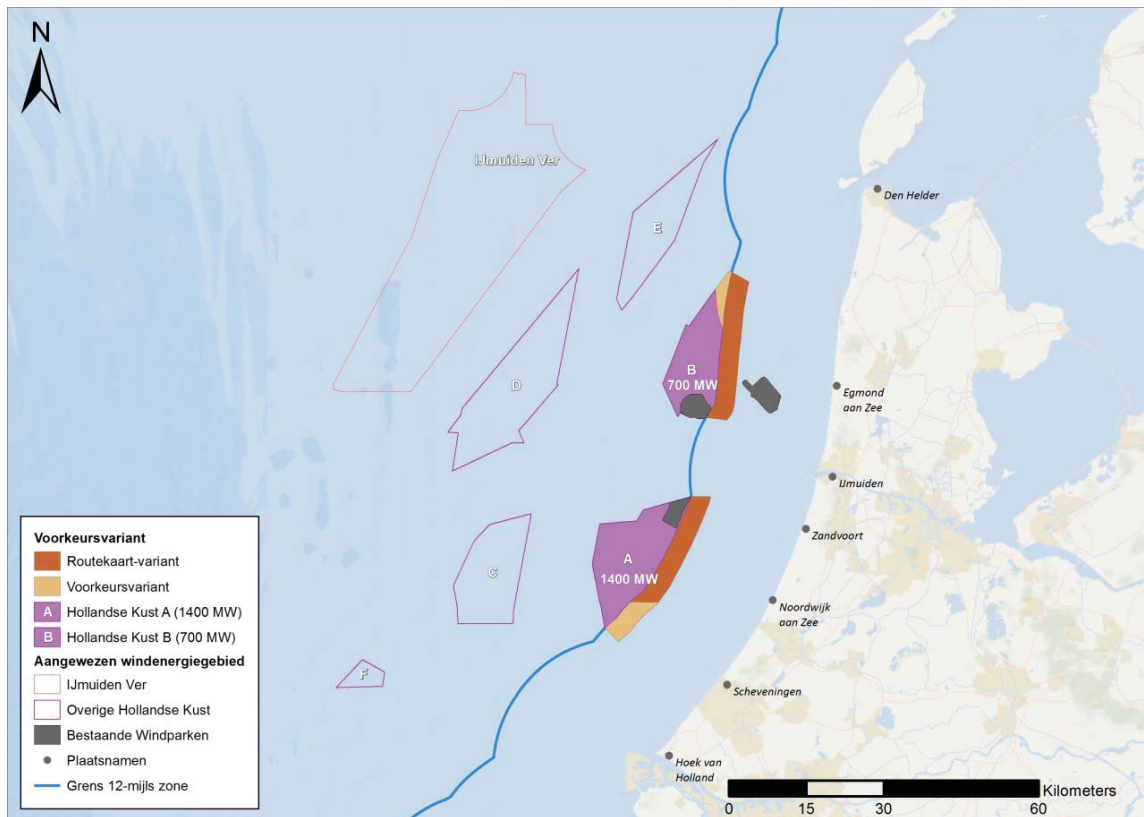 N
IJmuiden Ver
Den Helder
E
D
B
700 MW
Egmond
aan Zee
IJmuiden
Zandvoort
A
1400 MW
C
Noordwijk
aan Zee
F
Scheveningen
Hoek van
Holland
Voorkeursvariant
Routekaart-variant
Voorkeursvariant
A Hollandse Kust A (1400 MW)
B Hollandse Kust B (700 MW)
Aangewezen windenergiegebied
IJmuiden Ver
Overige Hollandse Kust
Bestaande Windparken
Plaatsnamen
Grens 12-mijls zone
Kilometers
0 15 30 60